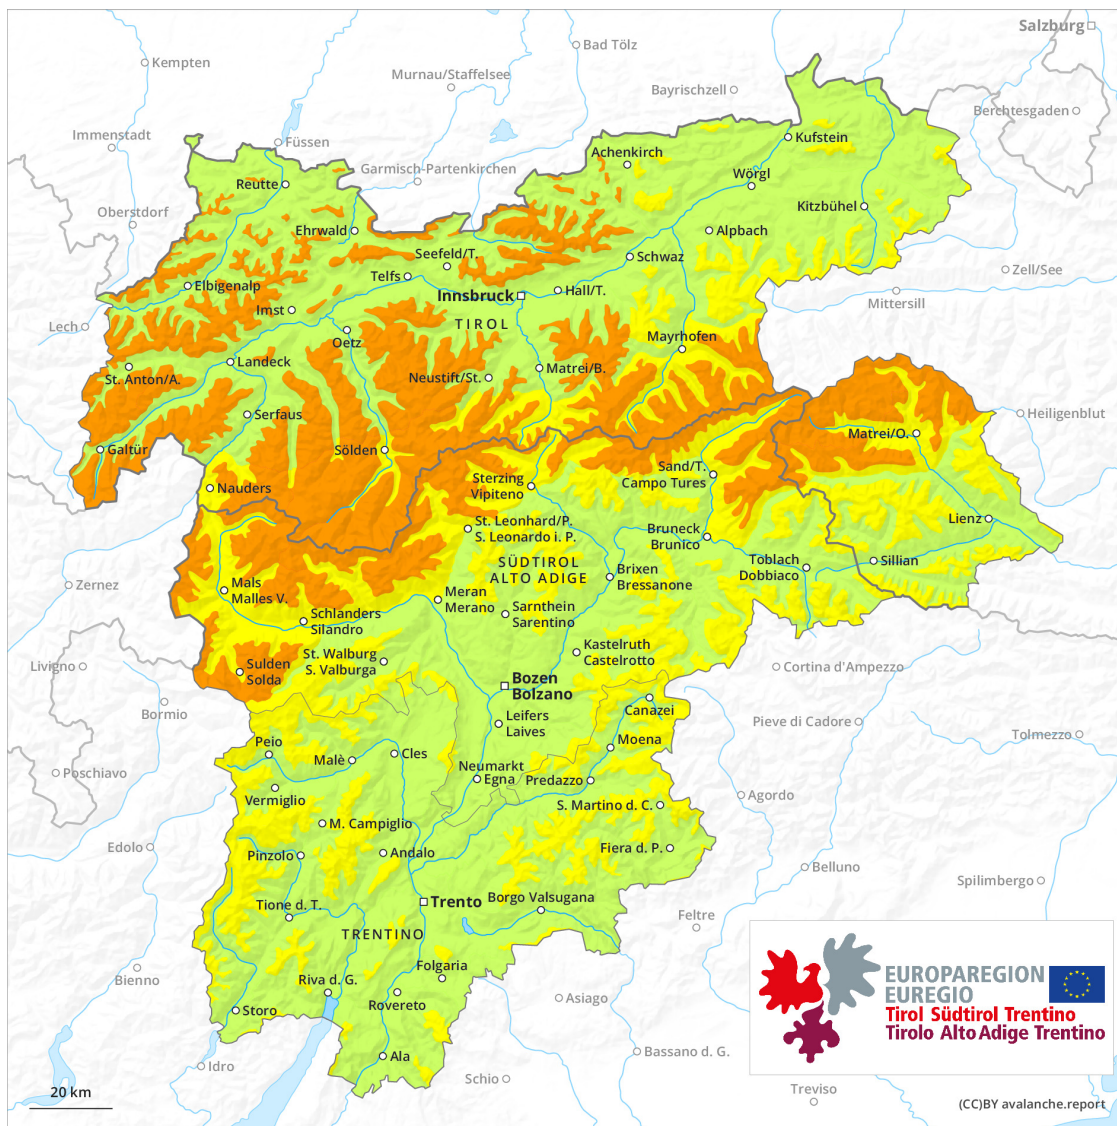 Salzburg
Bad Tölz
Kempten
Murnau/Staffelsee
Bayrischzell
Berchtesgaden
Immenstadt
Füssen
Kufstein
Achenkirch
Garmisch-Partenkirchen
Wörgl
Reutte
Kitzbühel
Oberstdorf
Ehrwald
Alpbach
Seefeld/T.
Schwaz
Zell/See
Telfs
Elbigenalp
Innsbruck
Hall/T.
Mittersill
Imst
TIROL
Lech
Oetz
Mayrhofen
Landeck
Matrei/B.
St. Anton/A.
Neustift/St.
Serfaus
Heiligenblut
Matrei/O.
Galtür
Sölden
Sand/T.
Campo Tures
Sterzing
Vipiteno
Nauders
Lienz
St. Leonhard/P.
S. Leonardo i. P.
Bruneck
Brunico
SÜDTIROL
ALTO ADIGE
Toblach
Dobbiaco
Sillian
Brixen
Bressanone
Zernez
Mals
Malles V.
Meran
Merano
Sarnthein
Sarentino
Schlanders
Silandro
Kastelruth
Castelrotto
St. Walburg
S. Valburga
Livigno
Sulden
Solda
Cortina d'Ampezzo
Bozen
Bolzano
Canazei
Bormio
Leifers
Laives
Pieve di Cadore
Tolmezzo
Moena
Peio
Cles
Malè
Neumarkt
Egna
Predazzo
Poschiavo
Vermiglio
Agordo
S. Martino d. C.
M. Campiglio
Edolo
Pinzolo
Andalo
Fiera d. P.
Belluno
Spilimbergo
Trento
Borgo Valsugana
Tione d. T.
Feltre
TRENTINO
Folgaria
Bienno
Riva d. G.
Rovereto
Asiago
Storo
EUROPAREGION
EUREGIO
Tirol Südtirol Trentino
Tirolo Alto Adige Trentino
Ala
Bassano d. G.
Idro
Schio
Treviso
20 km
(CC)BY avalanche.report